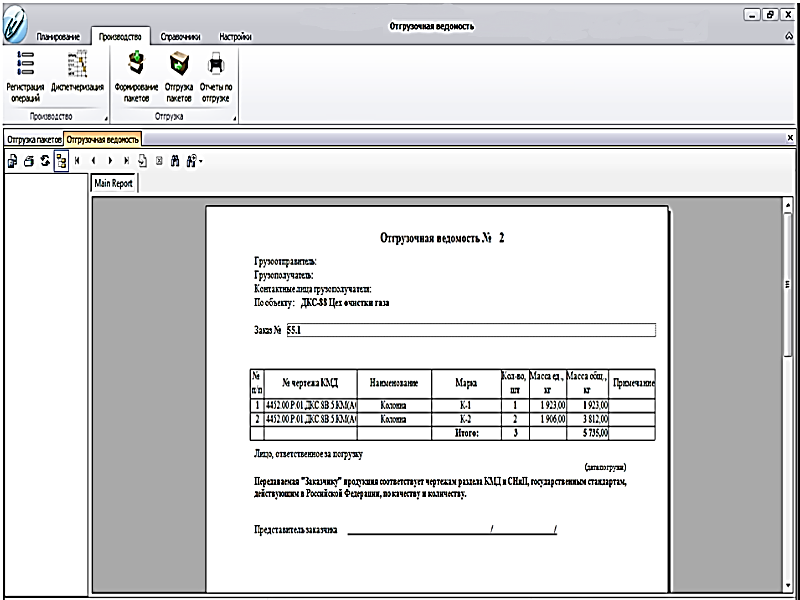 Отгрузочная ведомость
Планирование Производство Справочники Настройки
Регистрация операций Диспетчеризация Формирование пакетов Отгрузка пакетов Отчеты по отгрузке
Производство Отгрузка
Отгрузка пакетов Отгрузочная ведомость
Main Report
Отгрузочная ведомость № 2
Грузоотправитель:
Грузополучатель:
Контактные лица грузополучателя:
По объекту: ДКС-88 Цех очистки газа
Заказ № 55.1
№ п/п № чертежа КМД Наименование Марка Кол-во, шт Масса ед., кг Масса общ., кг Примечание
1 4452.00.Р.01.ДКС 8В.5.КМ(А Колонна К-1 1 1 923,00 1 923,00
2 4452.00.Р.01.ДКС 8В.5.КМ(А Колонна К-2 2 1 906,00 3 812,00
Итого: 3 5 735,00
Лицо, ответственное за погрузку
(дата погрузки)
Передаваемая "Заказчику" продукция соответствует чертежам раздела КМД и СНиП, государственным стандартам,
действующим в Российской Федерации, по качеству и количеству.
Представитель заказчика / /